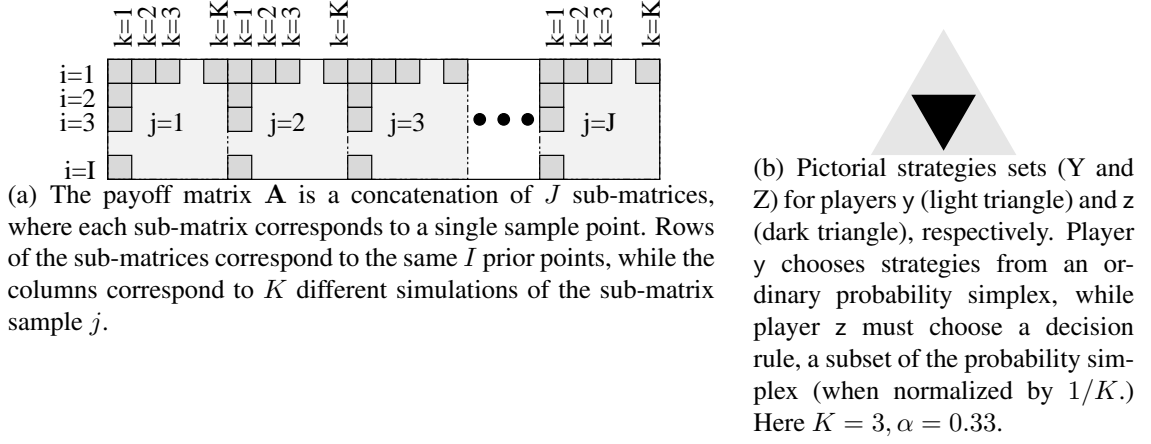 k=1 k=2 k=3 k=K k=1 k=2 k=3 k=K k=1 k=2 k=3 k=K
i=1
i=2
i=3 j=1 j=2 j=3 j=J
i=I
(a) The payoff matrix A is a concatenation of J sub-matrices,
where each sub-matrix corresponds to a single sample point. Rows
of the sub-matrices correspond to the same I prior points, while the
columns correspond to K different simulations of the sub-matrix
sample j.
(b) Pictorial strategies sets (Y and
Z) for players y (light triangle) and z
(dark triangle), respectively. Player
y chooses strategies from an or-
dinary probability simplex, while
player z must choose a decision
rule, a subset of the probability sim-
plex (when normalized by 1/K.)
Here K = 3, α = 0.33.